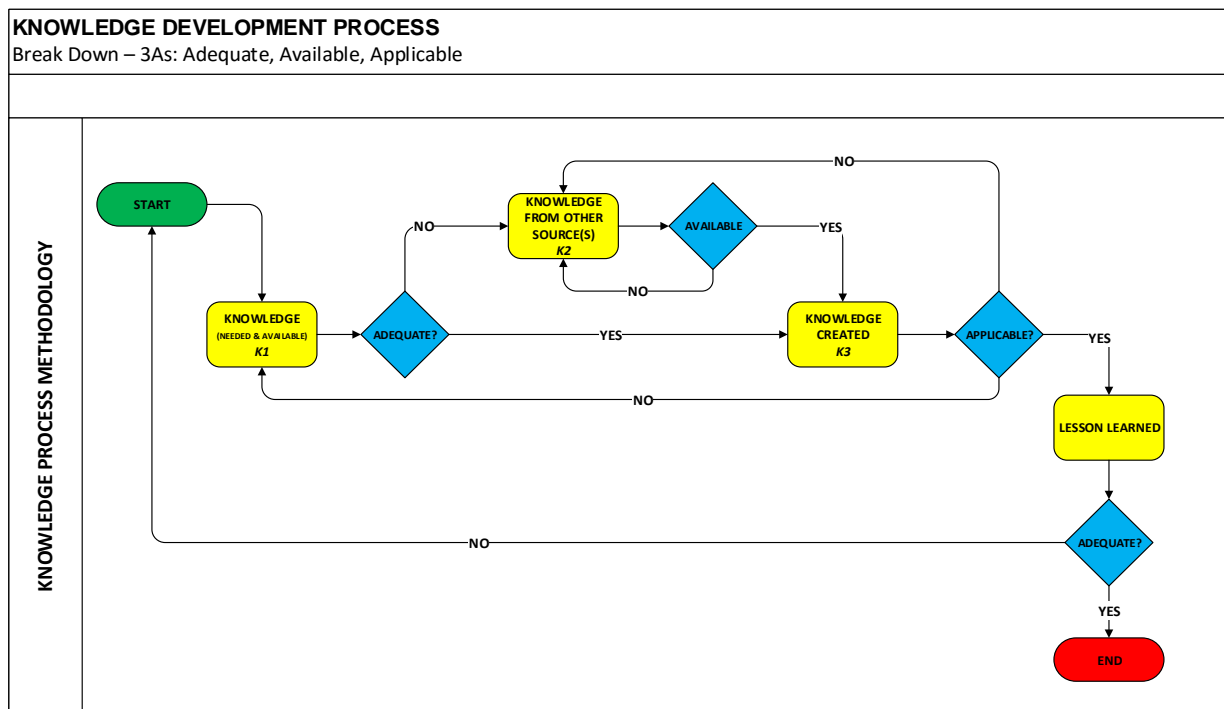 KNOWLEDGE DEVELOPMENT PROCESS
Break Down – 3As: Adequate, Available, Applicable
KNOWLEDGE PROCESS METHODOLOGY
START
NO
KNOWLEDGE
FROM OTHER
SOURCE(S)
K2
AVAILABLE
YES
NO
NO
KNOWLEDGE
(NEEDED & AVAILABLE)
K1
ADEQUATE?
YES
KNOWLEDGE
CREATED
K3
APPLICABLE?
YES
NO
LESSON LEARNED
ADEQUATE?
NO
YES
END